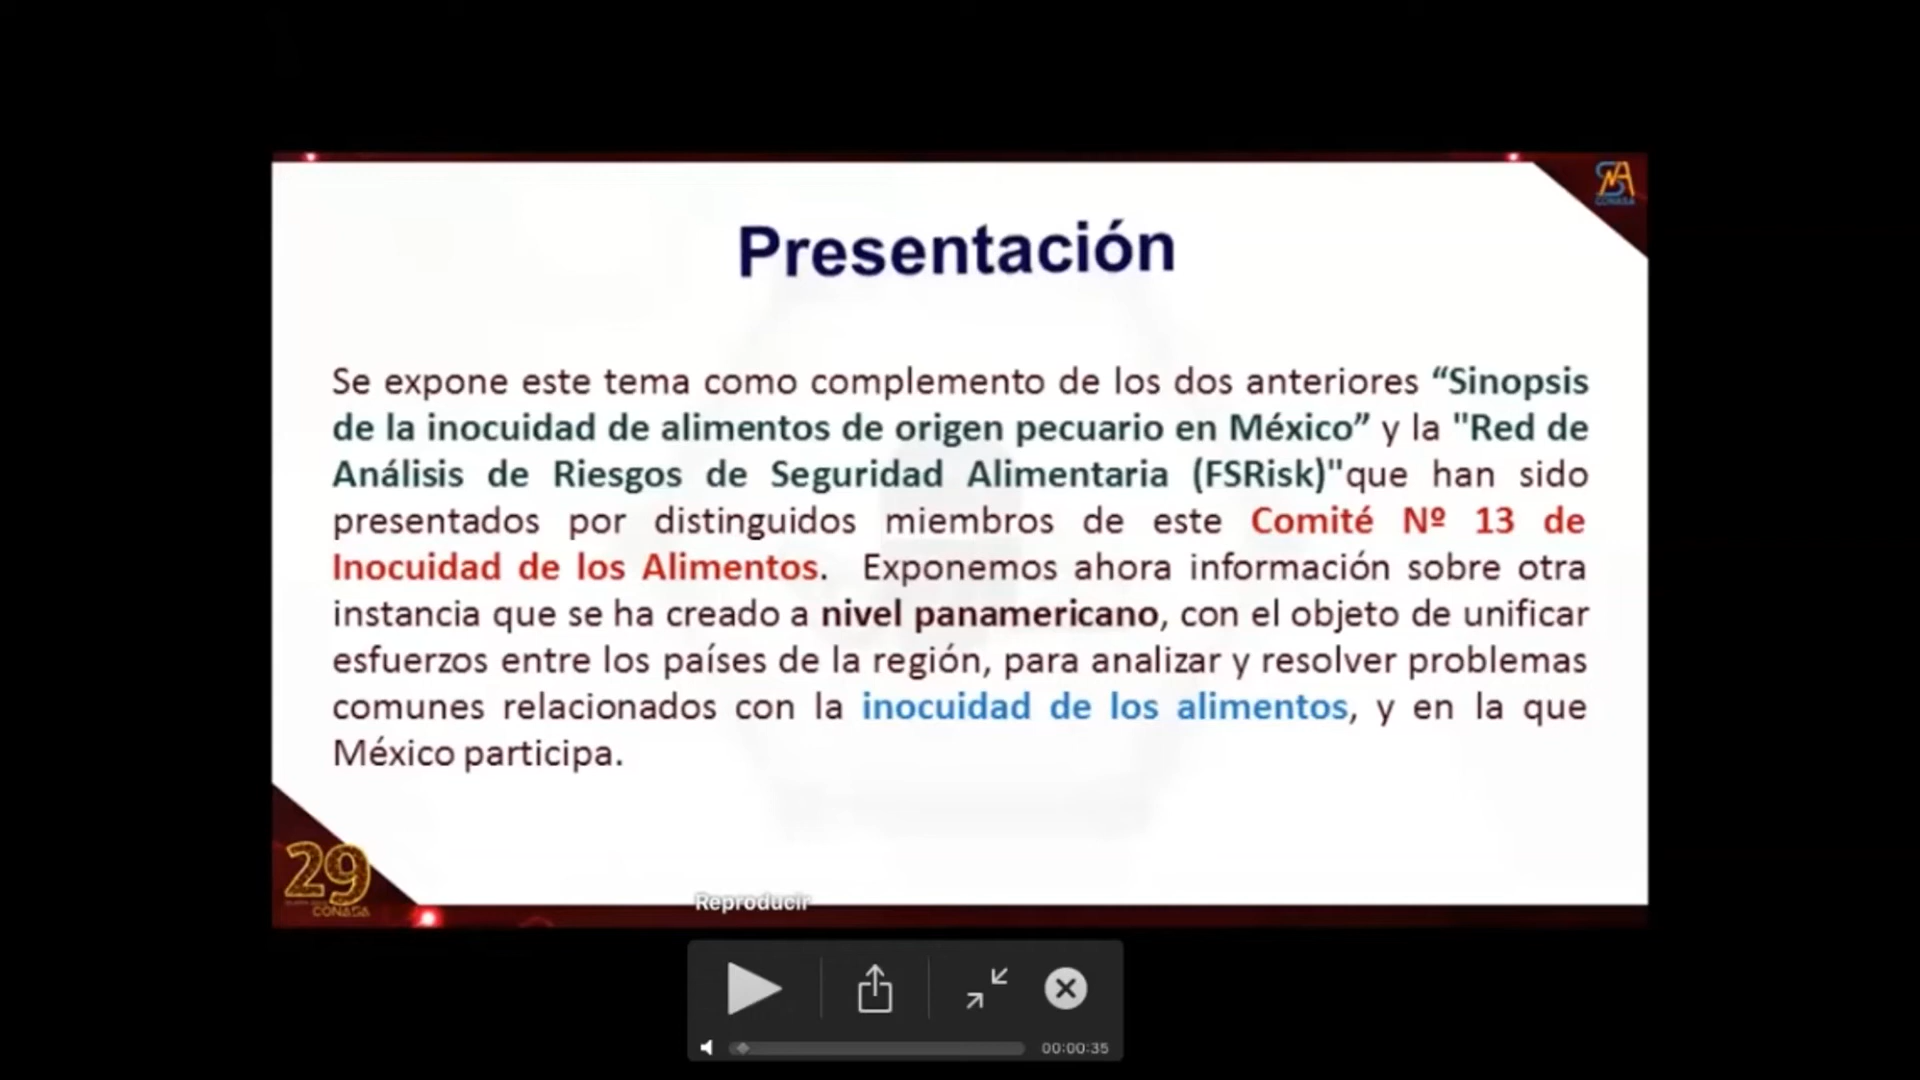 Presentación
Se expone este tema como complemento de los dos anteriores “Sinopsis
de la inocuidad de alimentos de origen pecuario en México” y la "Red de
Análisis de Riesgos de Seguridad Alimentaria (FSRisk)"que han sido
presentados por distinguidos miembros de este Comité Nº 13 de
Inocuidad de los Alimentos. Exponemos ahora información sobre otra
instancia que se ha creado a nivel panamericano, con el objeto de unificar
esfuerzos entre los países de la región, para analizar y resolver problemas
comunes relacionados con la inocuidad de los alimentos, y en la que
México participa.
29
CONASA
Reproducir
00:00:35